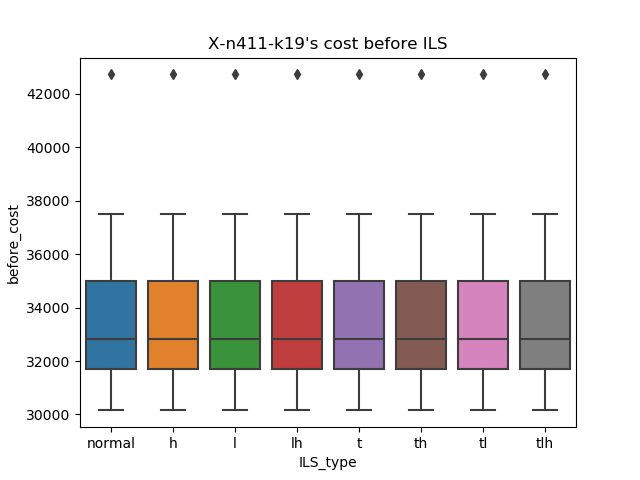 X-n411-k19's cost before ILS
42000
40000
38000
36000
34000
32000
30000
before_cost
normal h l lh t th tl tlh
ILS_type